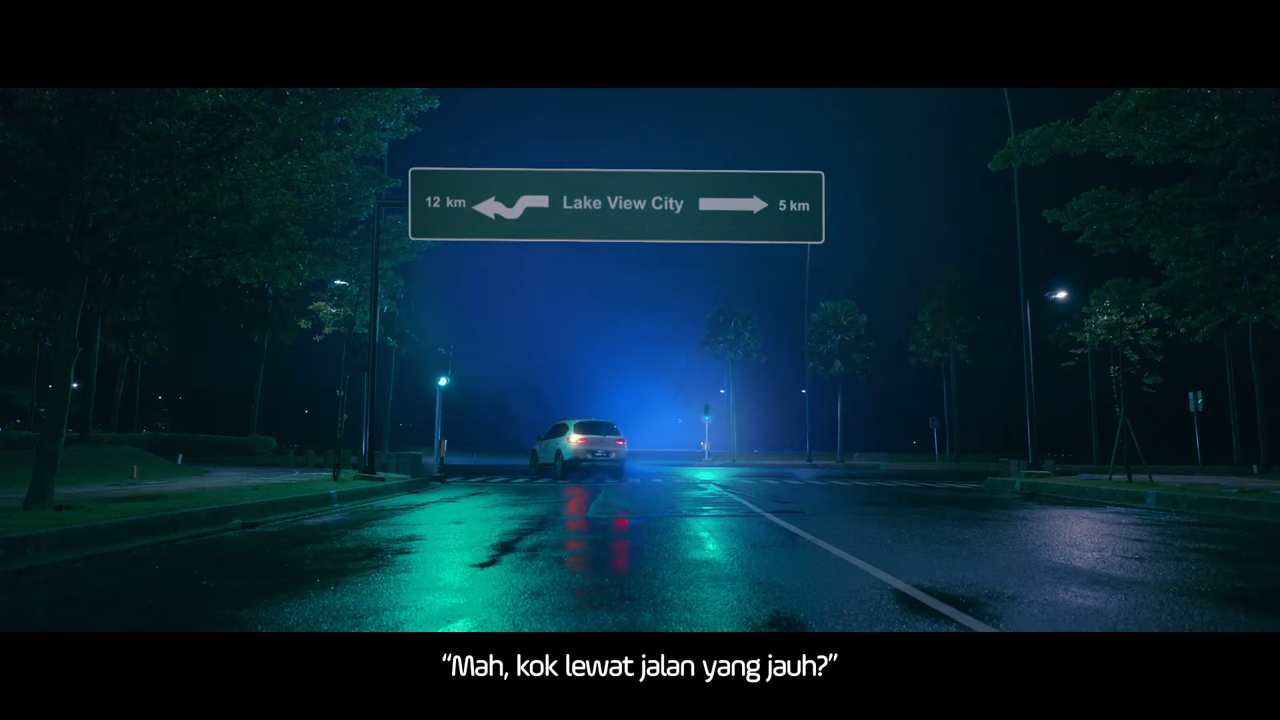 12 km Lake View City 5 km
“Mah, kok lewat jalan yang jauh?”